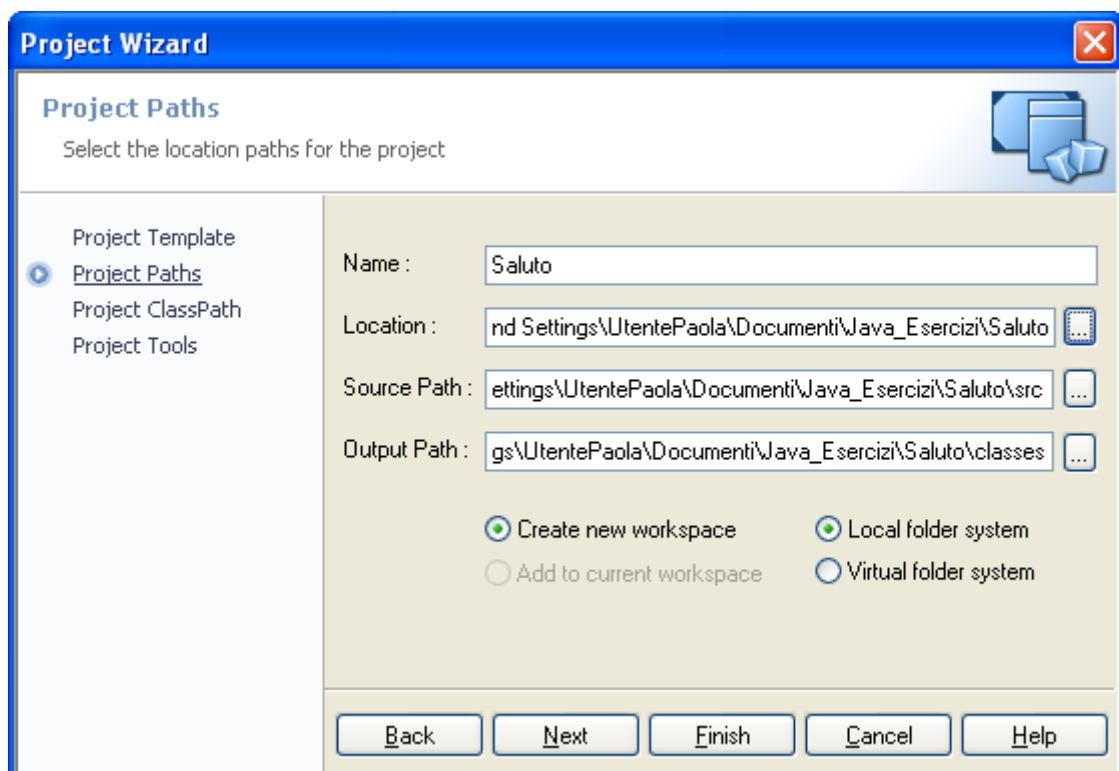 Project Wizard
Project Paths
Select the location paths for the project
Project Template
Project Paths
Project ClassPath
Project Tools
Name :
Saluto
Location :
nd Settings\UtentePaola\Documenti\Java_Esercizi\Saluto
...
Source Path :
ettings\UtentePaola\Documenti\Java_Esercizi\Saluto\src
...
Output Path :
gs\UtentePaola\Documenti\Java_Esercizi\Saluto\classes
...
Create new workspace
Local folder system
Add to current workspace
Virtual folder system
Back
Next
Finish
Cancel
Help